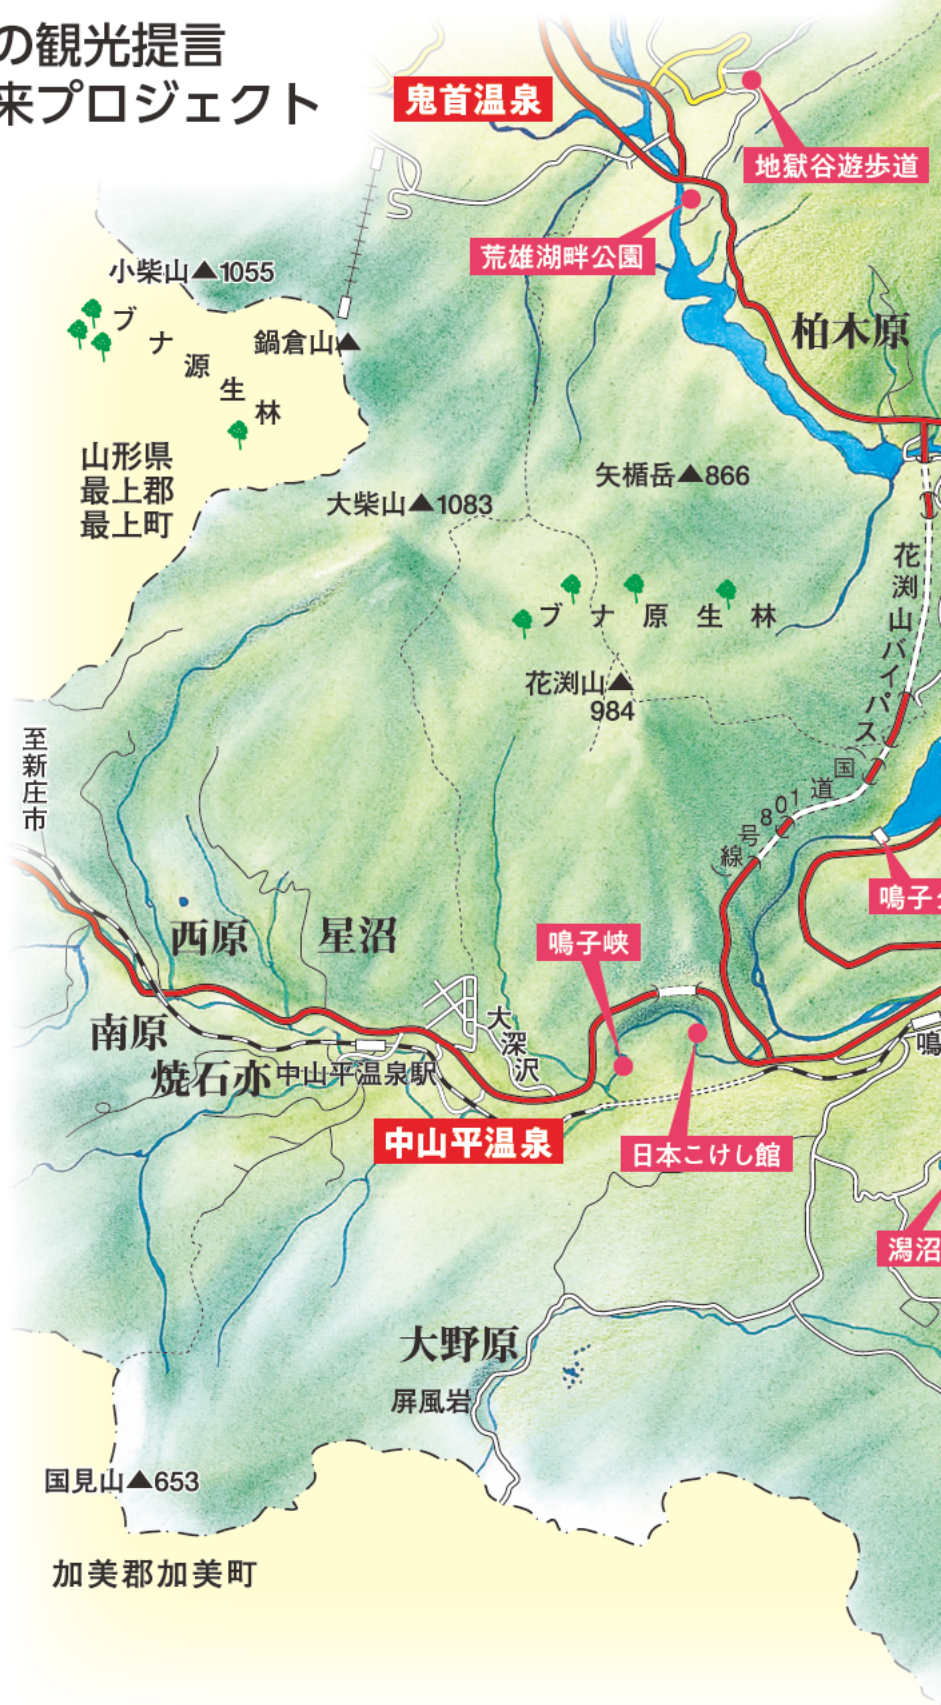 の観光提言
来プロジェクト
鬼首温泉
地獄谷遊歩道
荒雄湖畔公園
小柴山▲1055
ブナ源生林
鍋倉山▲
柏木原
山形県
最上郡
最上町
矢楯岳▲866
大柴山▲1083
ブナ原生林
花渕山バイパス
花渕山▲
984
至新庄市
国道108号線
鳴子
西原
星沼
鳴子峡
南原
大深沢
鳴
焼石亦
中山平温泉駅
中山平温泉
日本こけし館
潟沼
大野原
屏風岩
国見山▲653
加美郡加美町